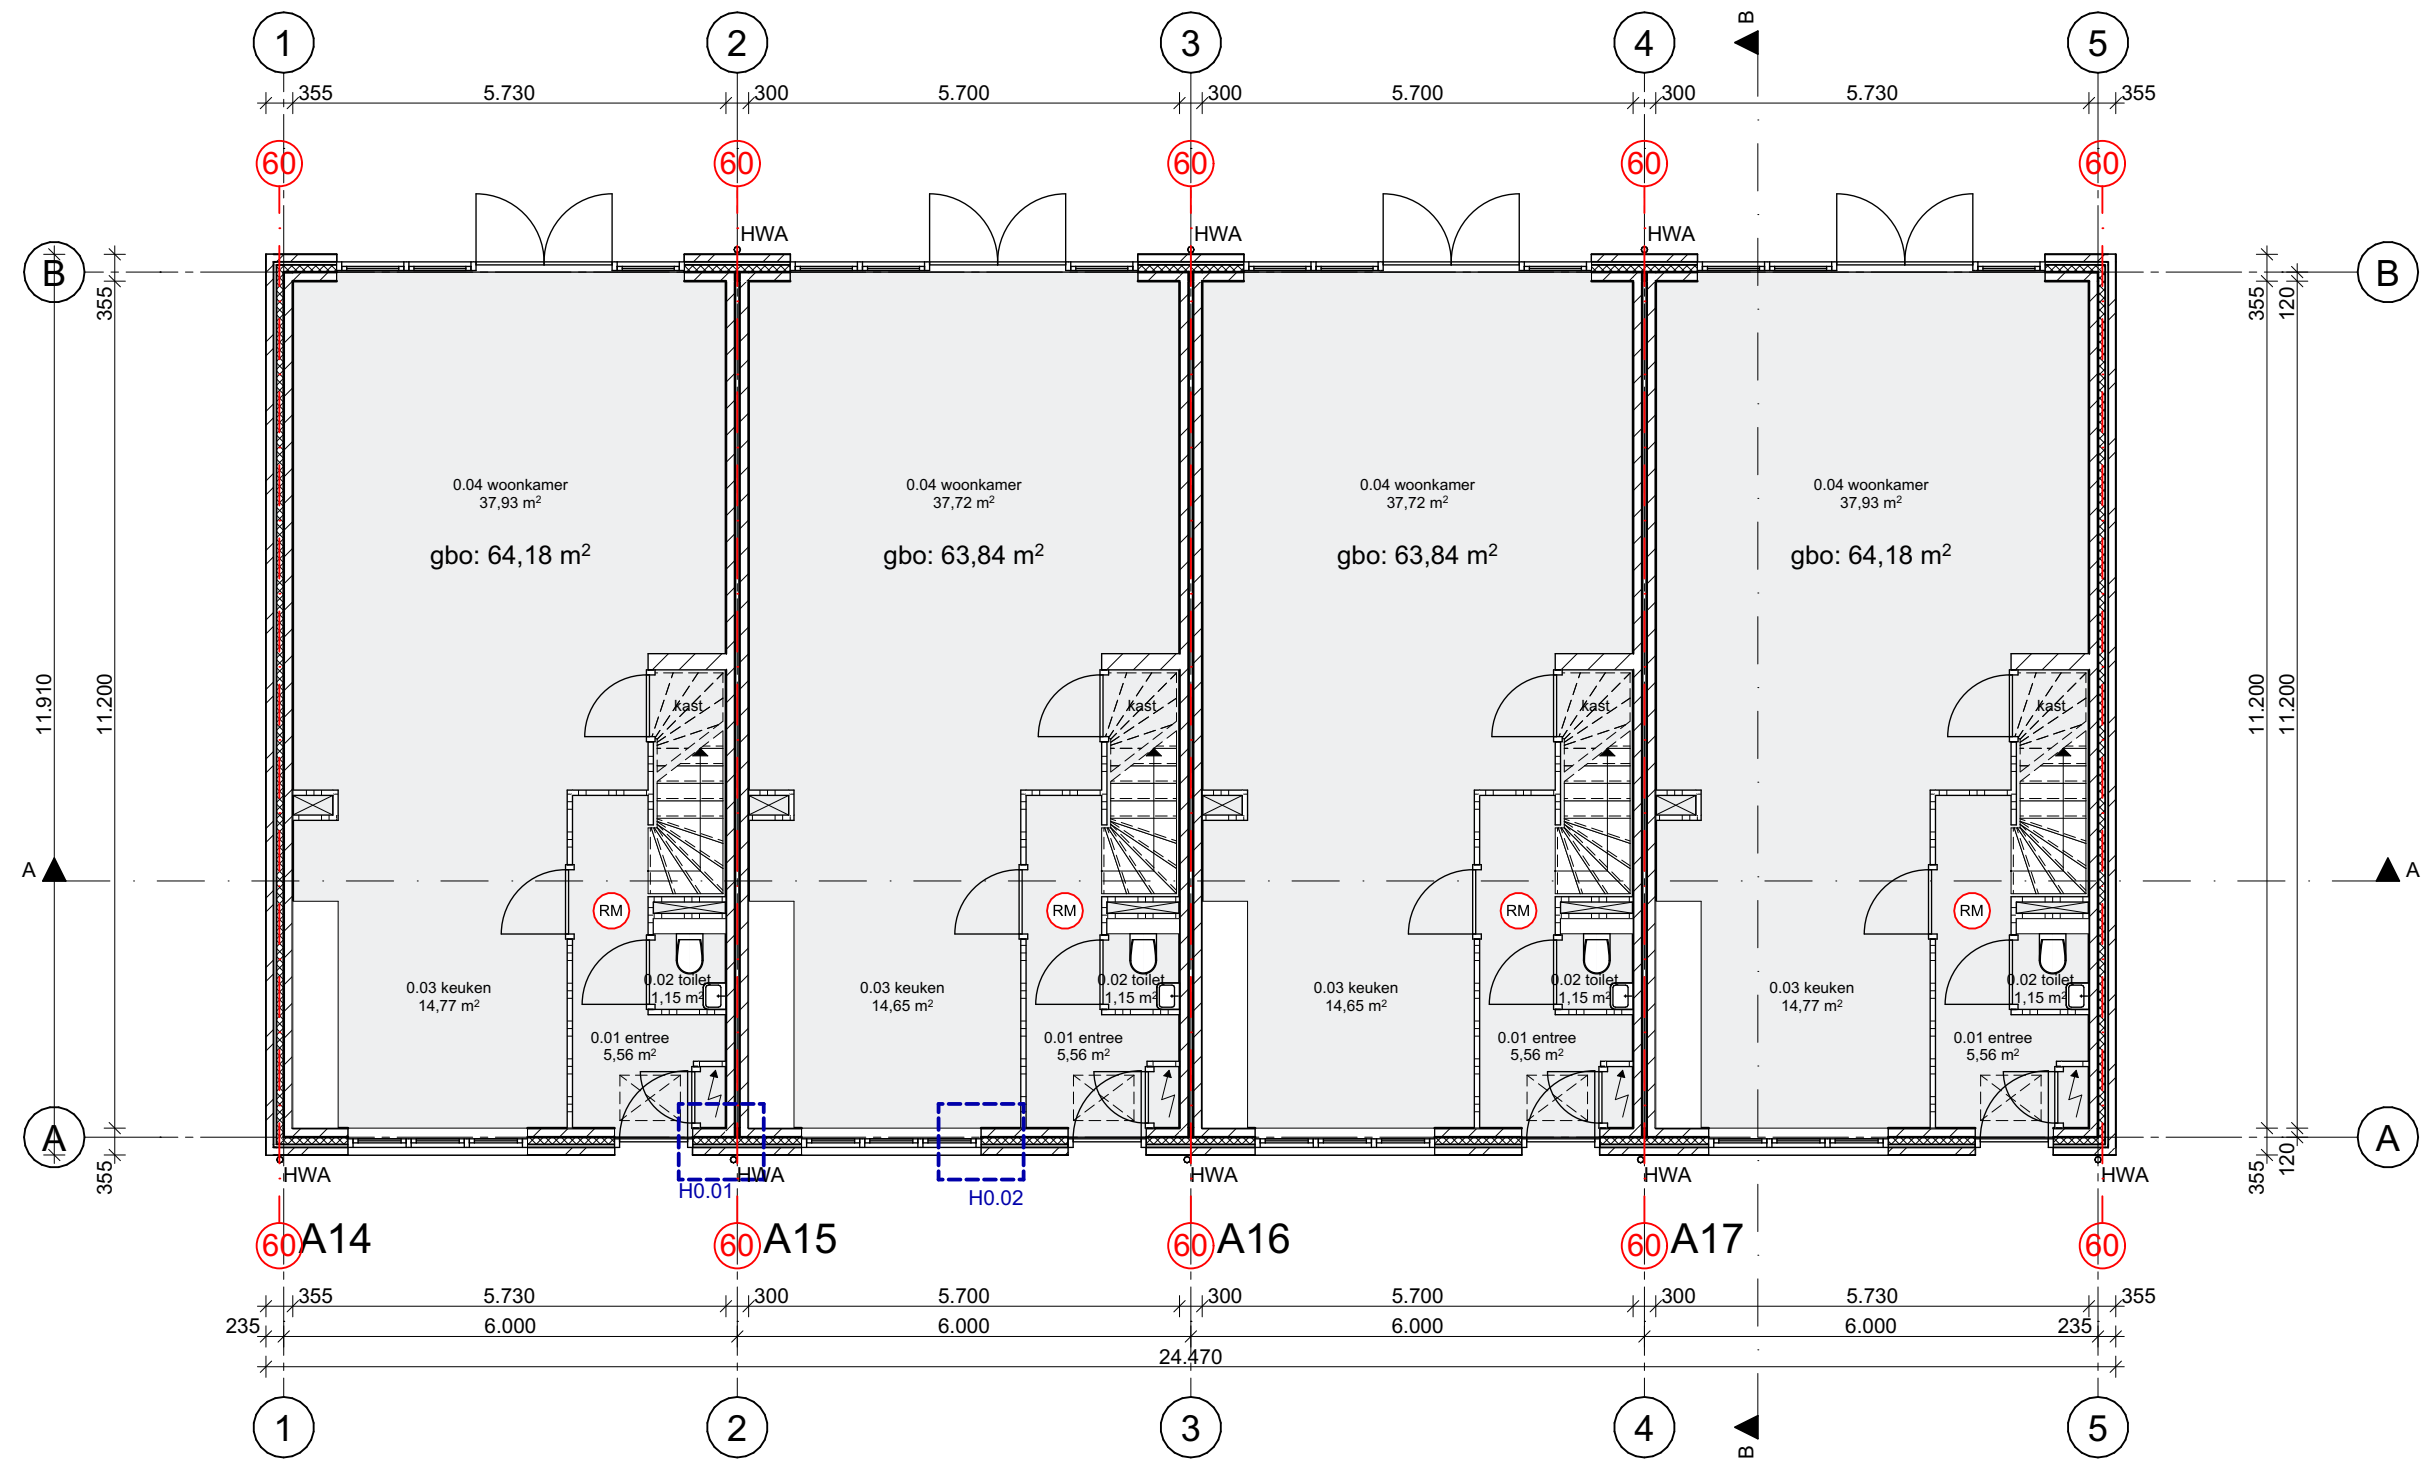 1 2 3 4 B 5
355 5.730 300 5.700 300 5.700 300 5.730 355
60 60 60 60 60
HWA HWA HWA
B B
355 355 120
0.04 woonkamer 0.04 woonkamer 0.04 woonkamer 0.04 woonkamer
37,93 m² 37,72 m² 37,72 m² 37,93 m²
gbo: 64,18 m² gbo: 63,84 m² gbo: 63,84 m² gbo: 64,18 m²
11.910 11.200 11.200 11.200
kast kast kast kast
A A
RM RM RM RM
0.02 toilet 0.02 toilet 0.02 toilet 0.02 toilet
1,15 m² 1,15 m² 1,15 m² 1,15 m²
0.03 keuken 0.03 keuken 0.03 keuken 0.03 keuken
14,77 m² 14,65 m² 14,65 m² 14,77 m²
0.01 entree 0.01 entree 0.01 entree 0.01 entree
5,56 m² 5,56 m² 5,56 m² 5,56 m²
A A
355 355 120
HWA HWA HWA HWA HWA
H0.01 H0.02
60 A14 60 A15 60 A16 60 A17 60
355 5.730 300 5.700 300 5.700 300 5.730 355
235 6.000 6.000 6.000 6.000 235
24.470
1 2 3 4 B 5